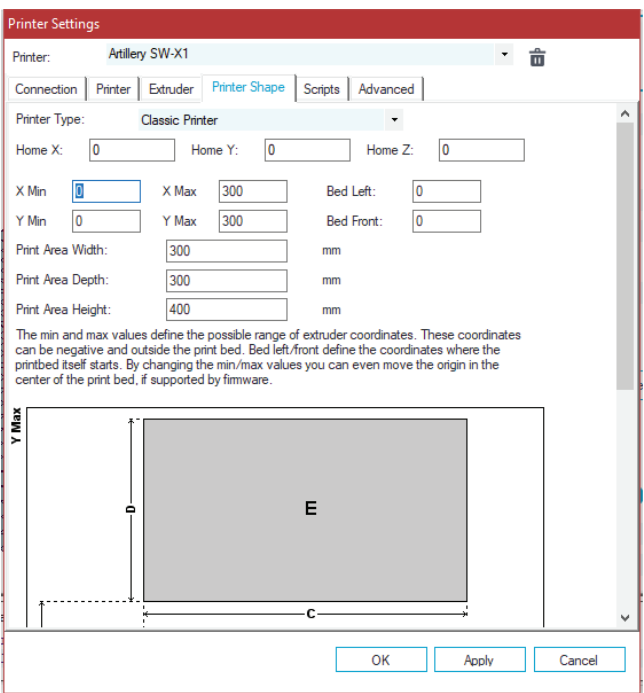 Printer Settings
Printer: Artillery SW-X1
Connection Printer Extruder Printer Shape Scripts Advanced
Printer Type: Classic Printer
Home X: 0 Home Y: 0 Home Z: 0
X Min 0 X Max 300 Bed Left: 0
Y Min 0 Y Max 300 Bed Front: 0
Print Area Width: 300 mm
Print Area Depth: 300 mm
Print Area Height: 400 mm
The min and max values define the possible range of extruder coordinates. These coordinates
can be negative and outside the print bed. Bed left/front define the coordinates where the
printbed itself starts. By changing the min/max values you can even move the origin in the
center of the print bed, if supported by firmware.
Y Max
D
E
C
OK Apply Cancel